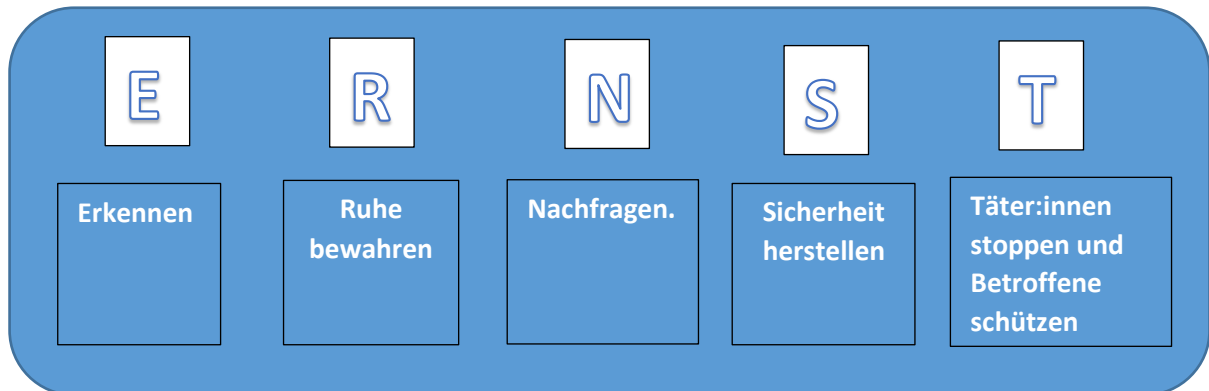 E R N S T
Erkennen
Ruhe
bewahren
Nachfragen.
Sicherheit
herstellen
Täter:innen
stoppen und
Betroffene
schützen